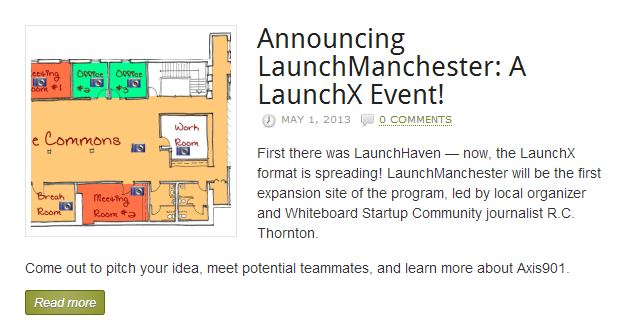 Meeting
Room #1
Office
#2
Office
#3
e Commons
Work
Room
Break
Room
Meeting
Room #2
Announcing
LaunchManchester: A
LaunchX Event!
MAY 1, 2013 0 COMMENTS
First there was LaunchHaven — now, the LaunchX
format is spreading! LaunchManchester will be the first
expansion site of the program, led by local organizer
and Whiteboard Startup Community journalist R.C.
Thornton.
Come out to pitch your idea, meet potential teammates, and learn more about Axis901.
Read more